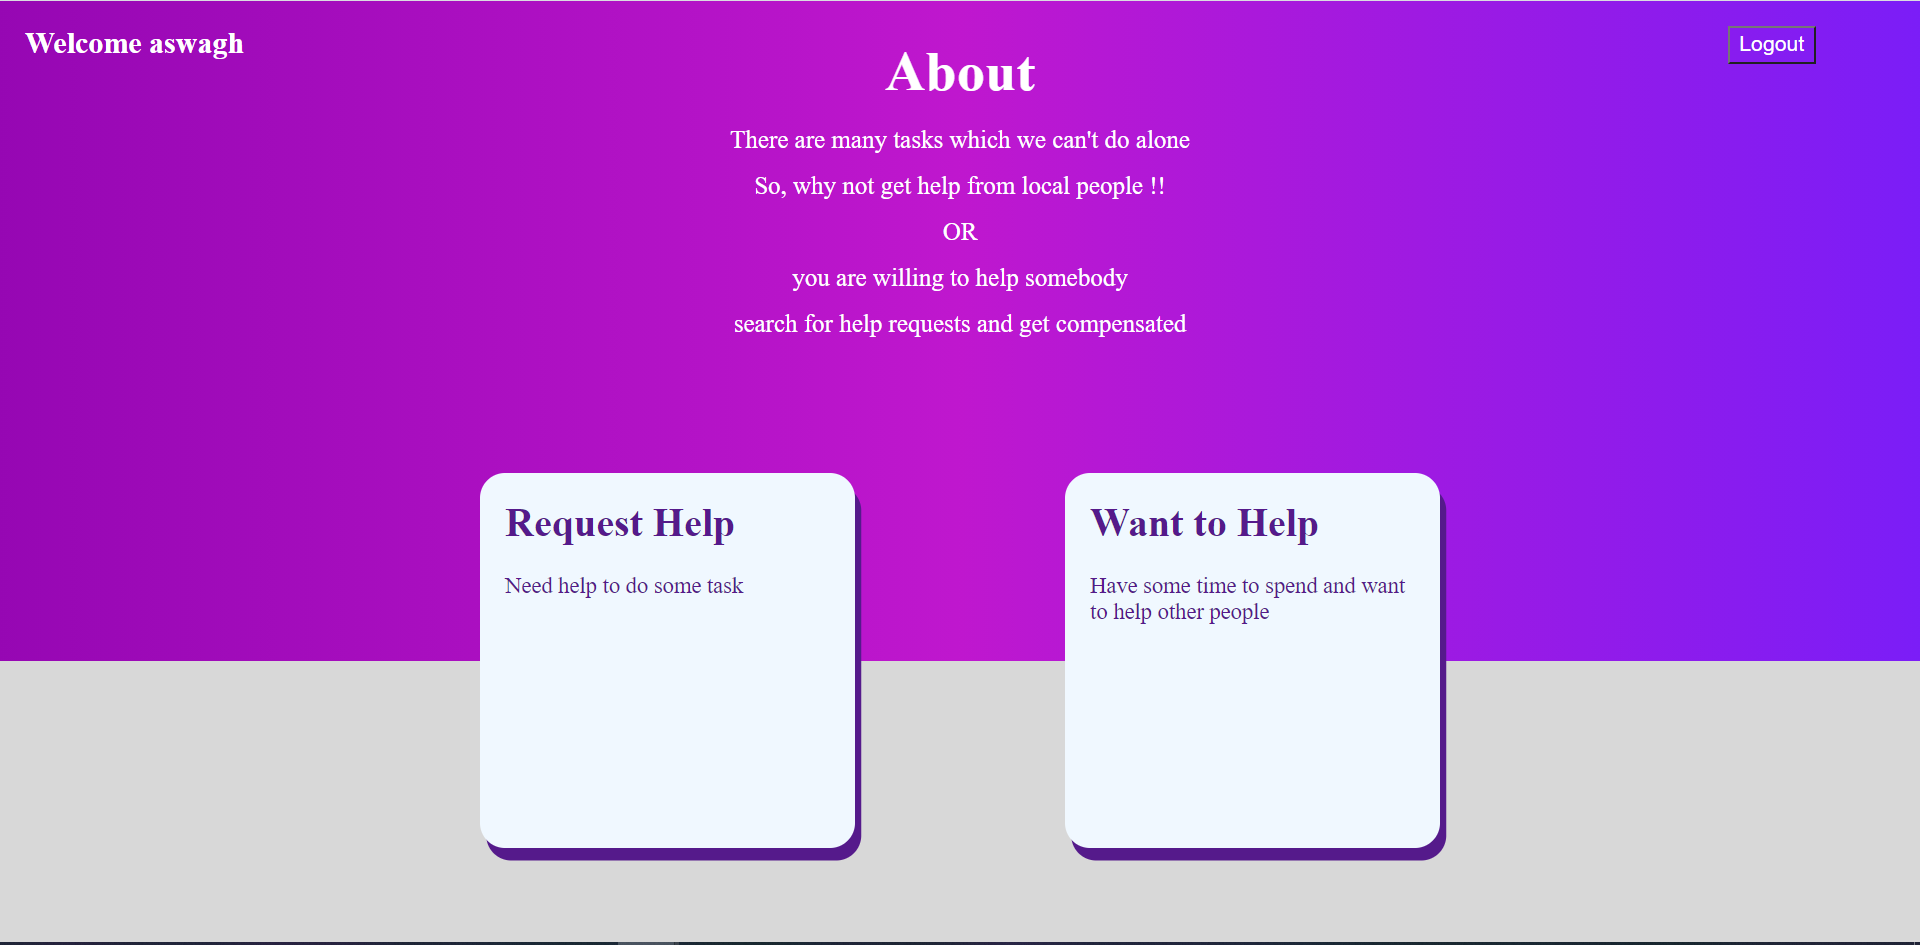 Welcome aswagh
Logout
About
There are many tasks which we can't do alone
So, why not get help from local people !!
OR
you are willing to help somebody
search for help requests and get compensated
Request Help
Need help to do some task
Want to Help
Have some time to spend and want
to help other people